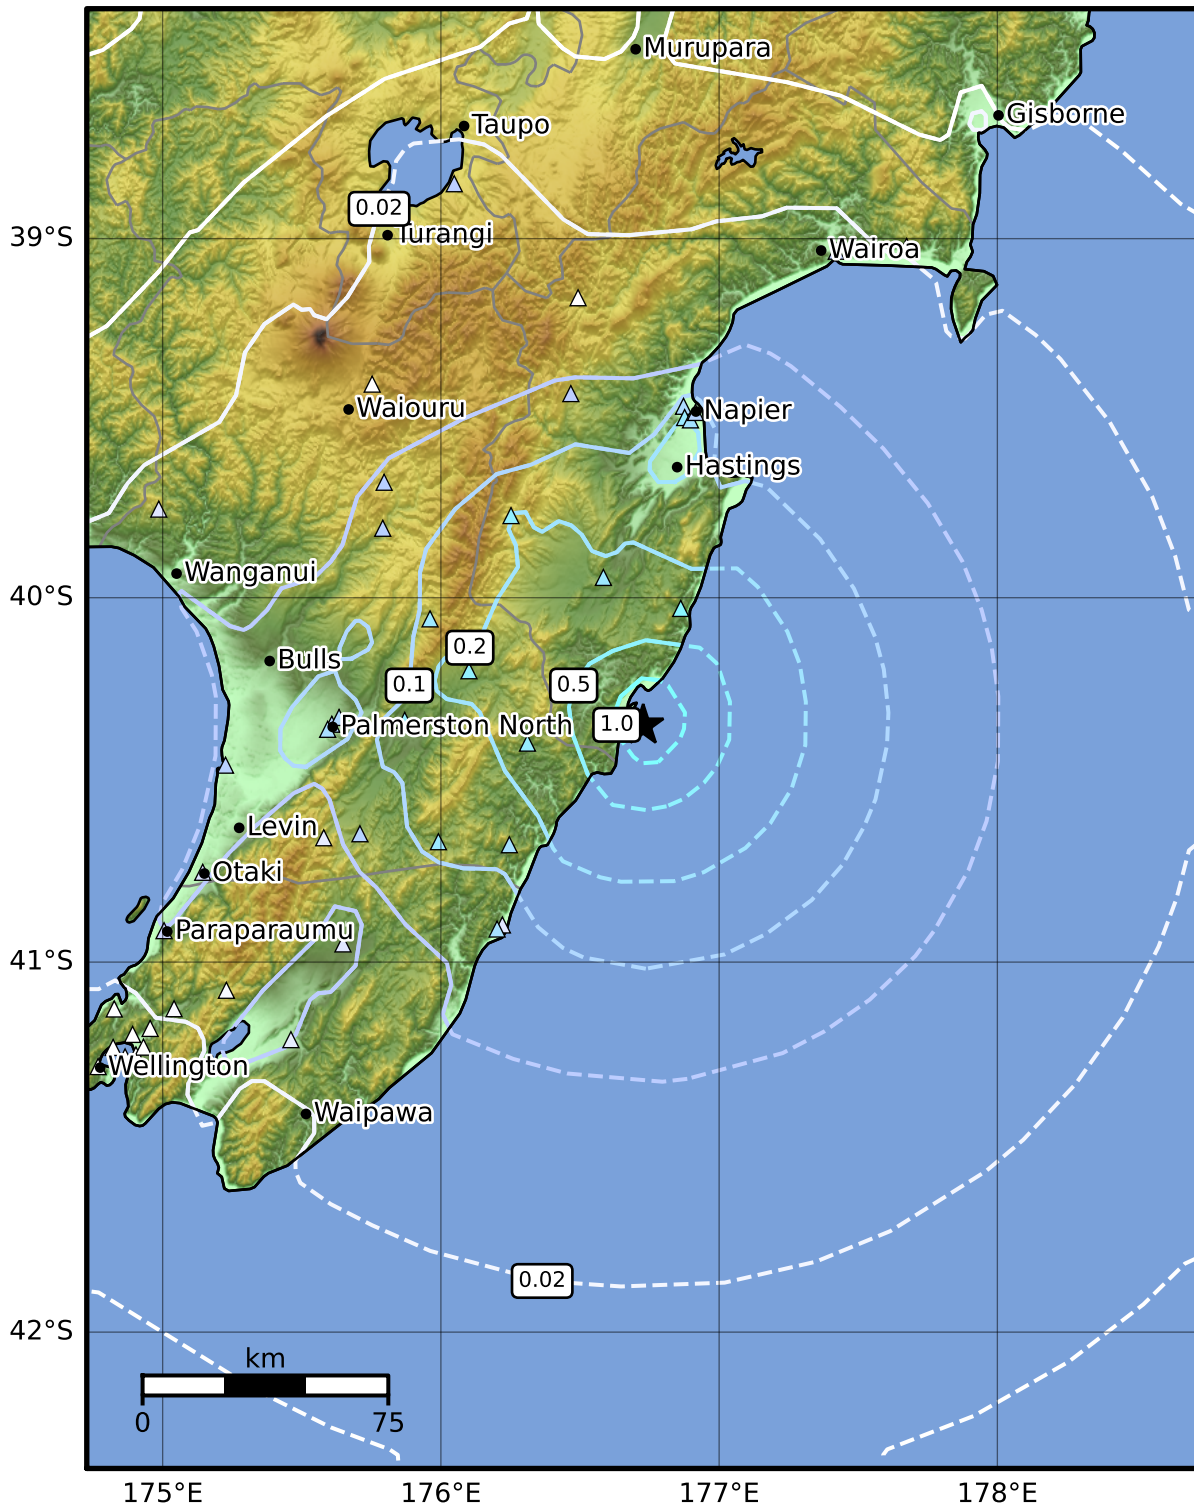 Murupara
Gisborne
Taupo
0.02
Turangi
39°S
Wairoa
Waiouru
Napier
Hastings
Wanganui
40°S
Bulls
0.2
0.1
0.5
Palmerston North
1.0
Levin
Otaki
Paraparaumu
41°S
Wellington
Waipawa
0.02
42°S
km
0
75
175°E
176°E
177°E
178°E